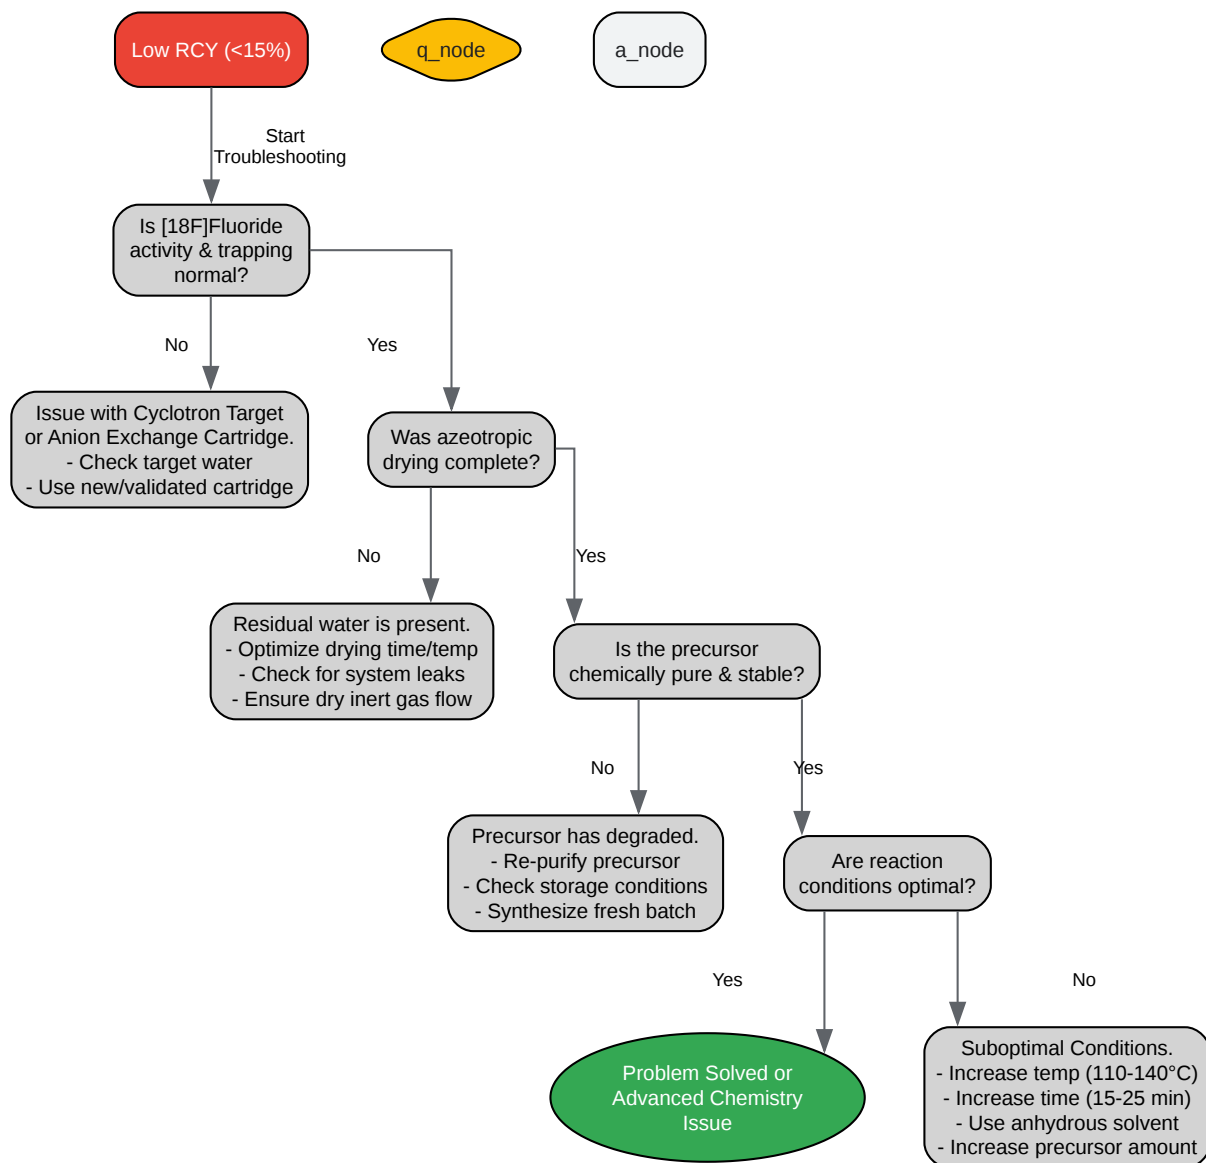 Low RCY (<15%)
q_node
a_node
Start
Troubleshooting
Is [18F]Fluoride
activity & trapping
normal?
No
Yes
Issue with Cyclotron Target
or Anion Exchange Cartridge.
- Check target water
- Use new/validated cartridge
Was azeotropic
drying complete?
No
Yes
Residual water is present.
- Optimize drying time/temp
- Check for system leaks
- Ensure dry inert gas flow
Is the precursor
chemically pure & stable?
No
Yes
Precursor has degraded.
- Re-purify precursor
- Check storage conditions
- Synthesize fresh batch
Are reaction
conditions optimal?
Yes
No
Problem Solved or
Advanced Chemistry
Issue
Suboptimal Conditions.
- Increase temp (110-140°C)
- Increase time (15-25 min)
- Use anhydrous solvent
- Increase precursor amount